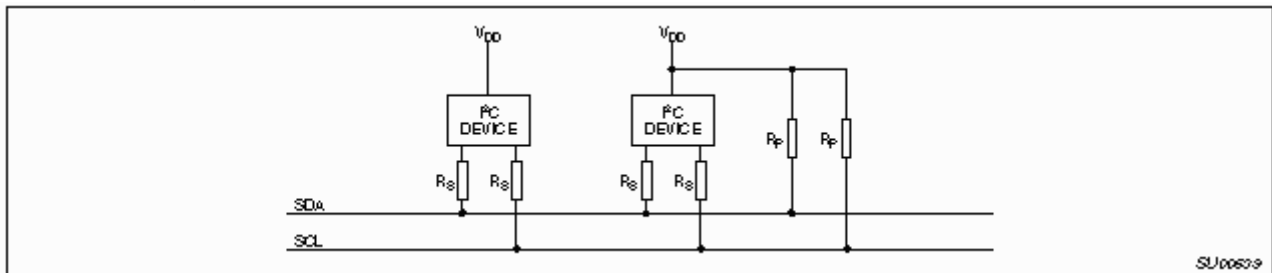 VDD
VDD
I²C
DEVICE
I²C
DEVICE
RP
RP
RS
RS
RS
RS
SDA
SCL
SU00639